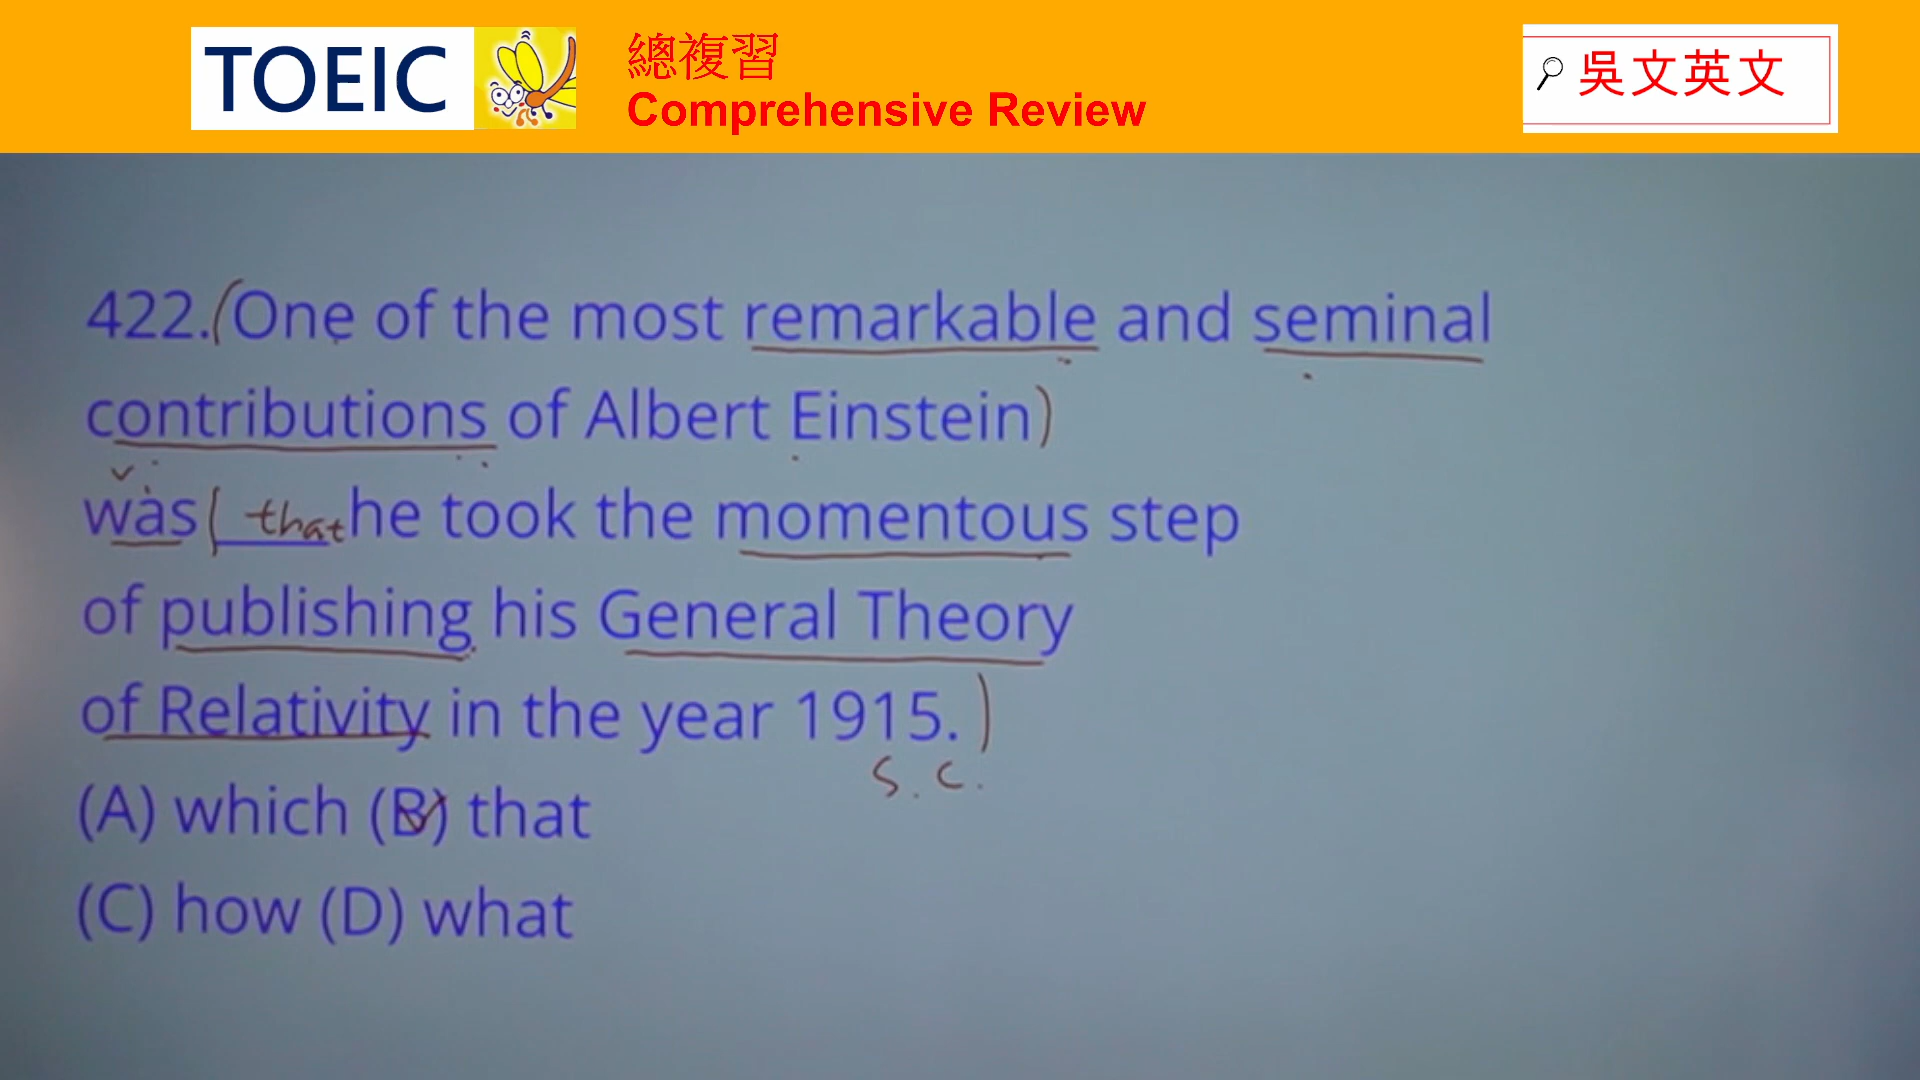 TOEIC
總複習
Comprehensive Review
吳文英文
422.(One of the most remarkable and seminal
contributions of Albert Einstein)
was( that he took the momentous step
of publishing his General Theory
of Relativity in the year 1915. )
S. C.
(A) which (B) that
(C) how (D) what